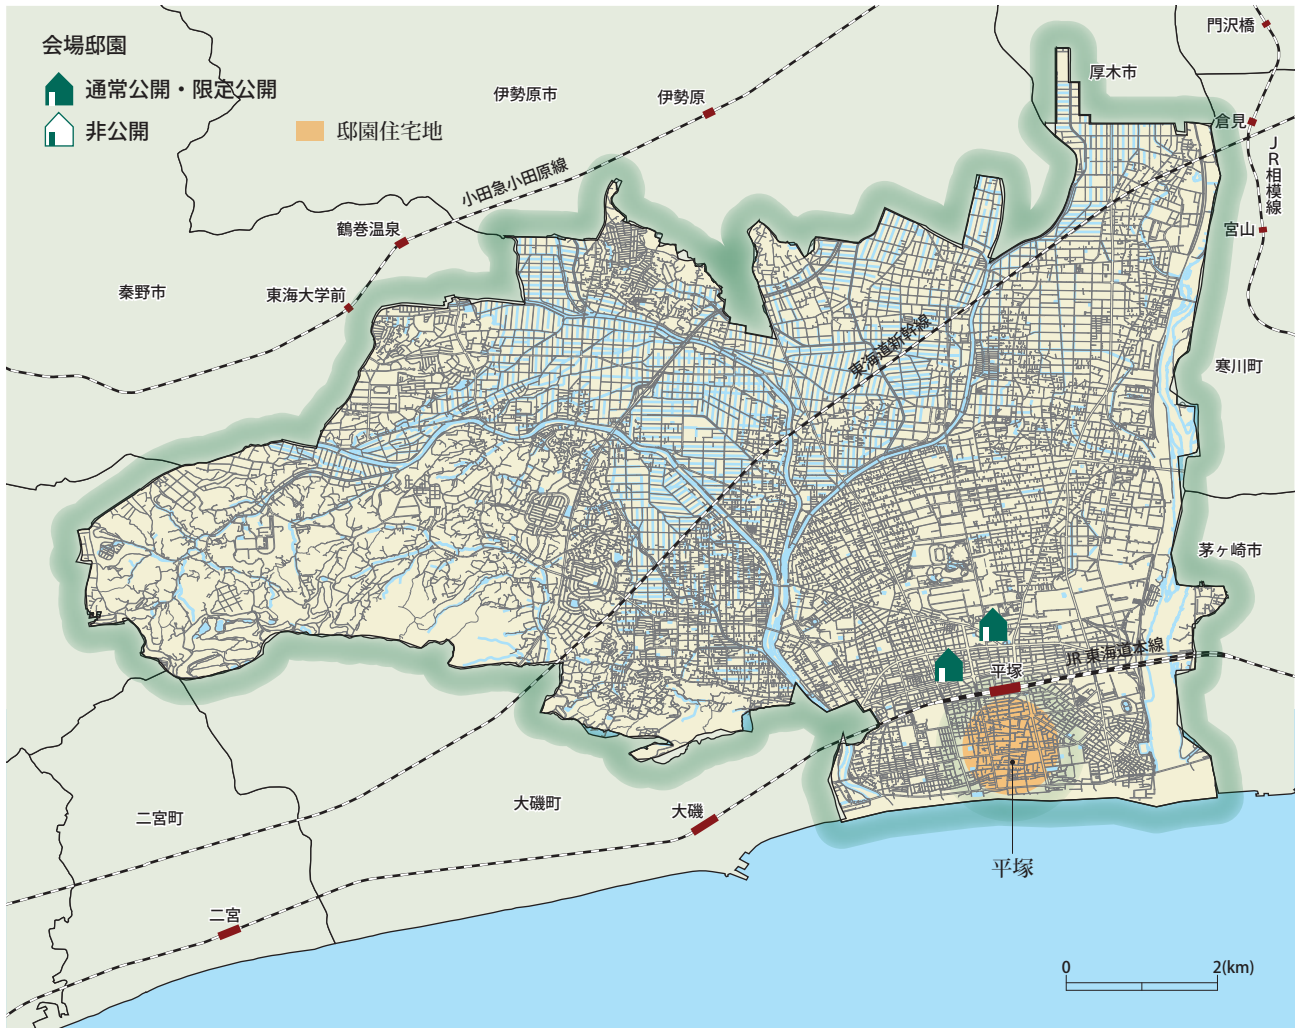 会場邸園
通常公開・限定公開
非公開
邸園住宅地
門沢橋
厚木市
伊勢原市
伊勢原
倉見
JR相模線
小田急小田原線
鶴巻温泉
宮山
秦野市
東海大学前
東海道新幹線
寒川町
茅ヶ崎市
JR東海道本線
平塚
大磯町
大磯
二宮町
平塚
二宮
0 2(km)